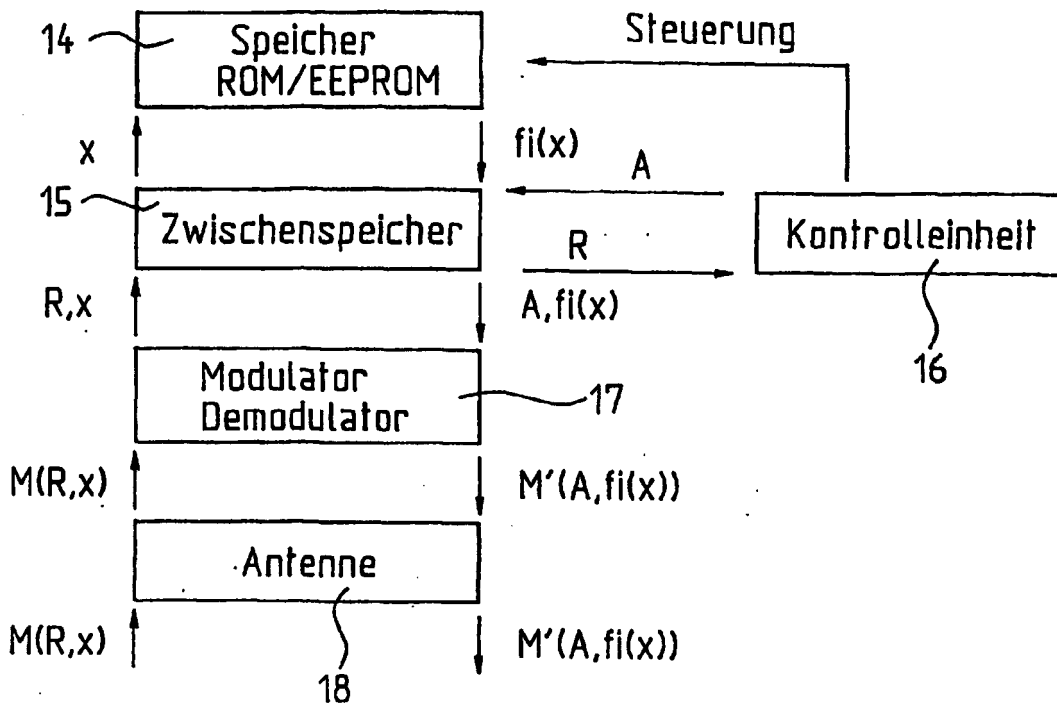 14
Speicher
ROM/EEPROM
Steuerung
x
fi(x)
A
15
Zwischenspeicher
R
Kontrolleinheit
R,x
A,fi(x)
16
Modulator
Demodulator
17
M(R,x)
M'(A,fi(x))
Antenne
M(R,x)
M'(A,fi(x))
18